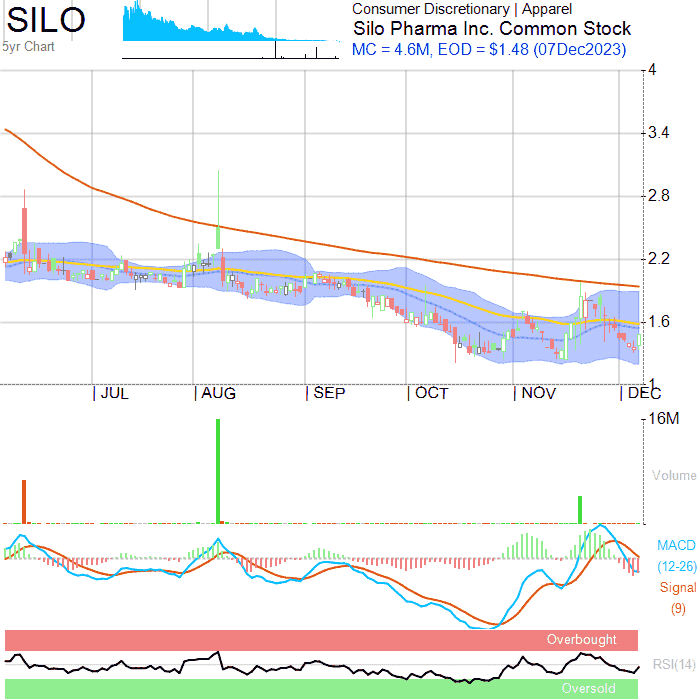 SILO
5yr Chart
Consumer Discretionary | Apparel
Silo Pharma Inc. Common Stock
MC = 4.6M, EOD = $1.48 (07Dec2023)
4
3.4
2.8
2.2
1.6
1
JUL
AUG
SEP
OCT
NOV
DEC
16M
Volume
MACD
(12-26)
Signal
(9)
Overbought
RSI(14)
Oversold